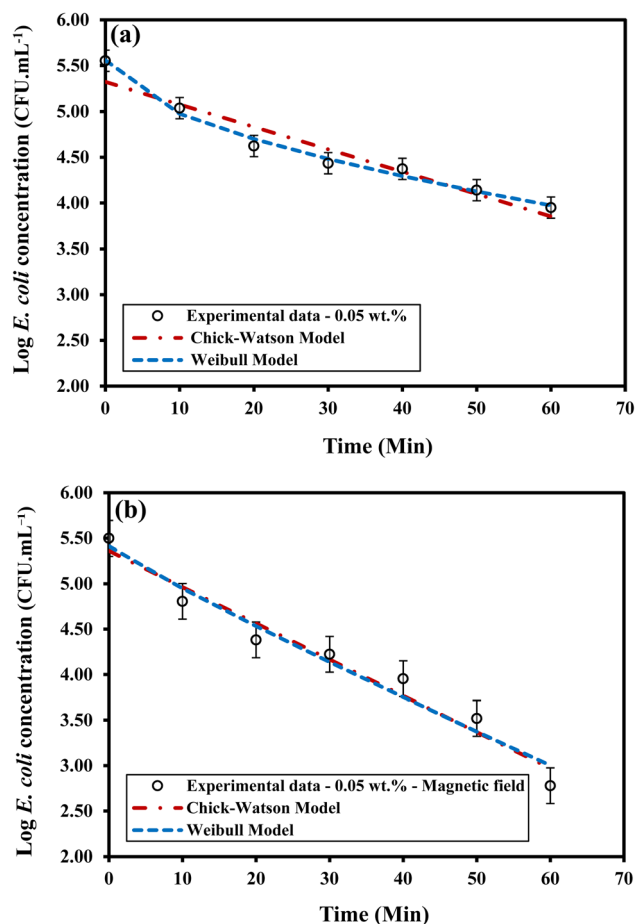 (a)
Log E. coli concentration (CFU.mL⁻¹)
6.00
5.50
5.00
4.50
4.00
3.50
3.00
2.50
2.00
Experimental data - 0.05 wt.%
Chick-Watson Model
Weibull Model
0 10 20 30 40 50 60 70
Time (Min)
(b)
Log E. coli concentration (CFU.mL⁻¹)
6.00
5.50
5.00
4.50
4.00
3.50
3.00
2.50
2.00
Experimental data - 0.05 wt.% - Magnetic field
Chick-Watson Model
Weibull Model
0 10 20 30 40 50 60 70
Time (Min)